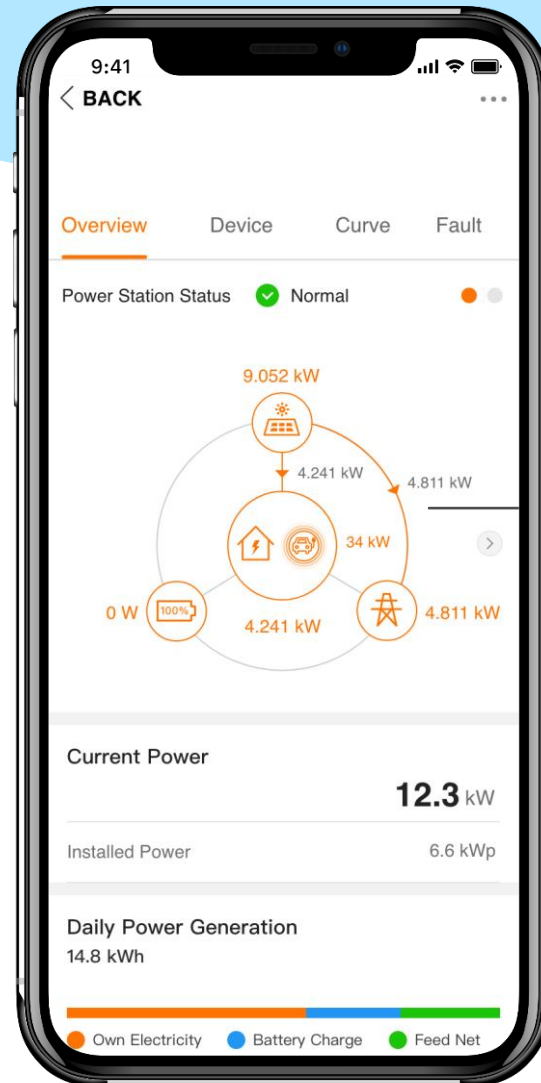 9:41
BACK
Overview Device Curve Fault
Power Station Status Normal
9.052 kW
4.241 kW
4.811 kW
34 kW
0 W
100%
4.241 kW
4.811 kW
Current Power
12.3 kW
Installed Power 6.6 kWp
Daily Power Generation
14.8 kWh
Own Electricity Battery Charge Feed Net